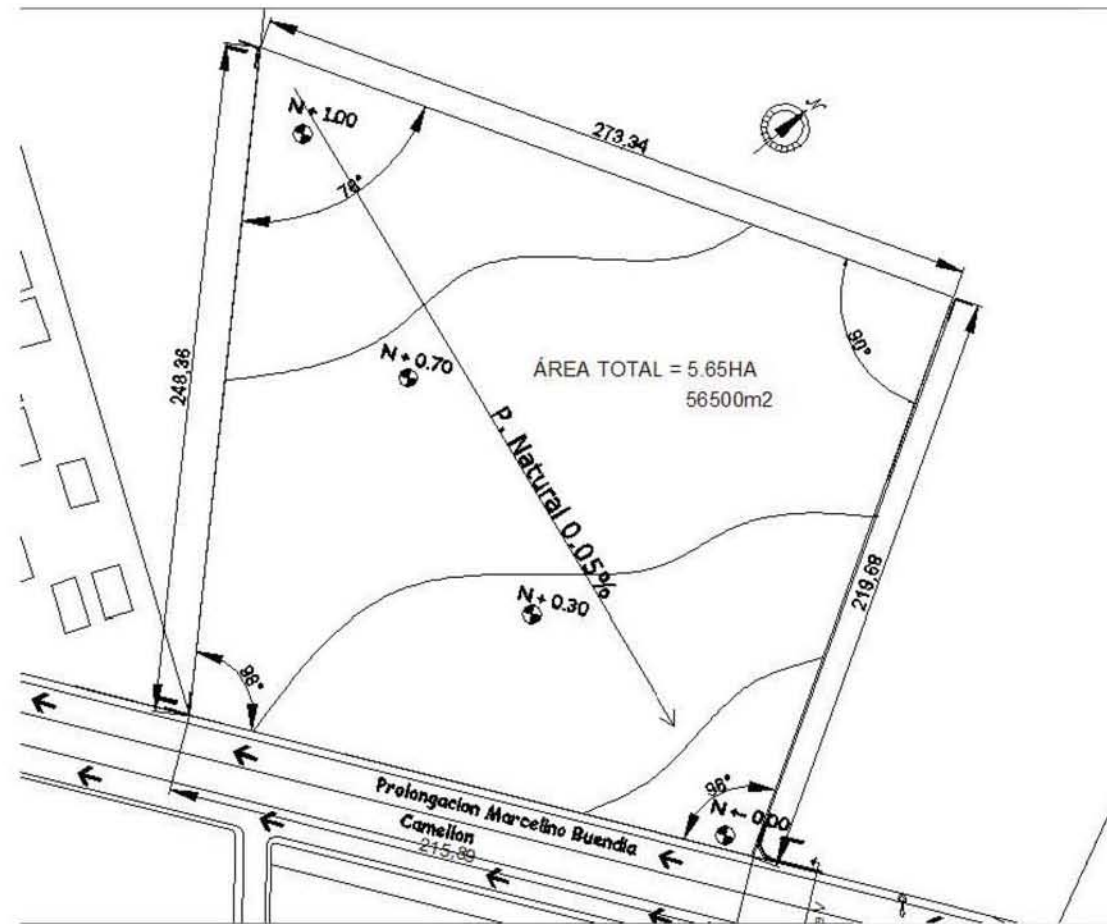 N + 1.00
273,34
N
78°
248,36
N + 0.70
90°
ÁREA TOTAL = 5.65HA
56500m2
P. Natural 0.05%
219,68
N + 0.30
98°
96°
N +- 0.00
Prolongacion Marcelino Buendia
Camellon
215,89